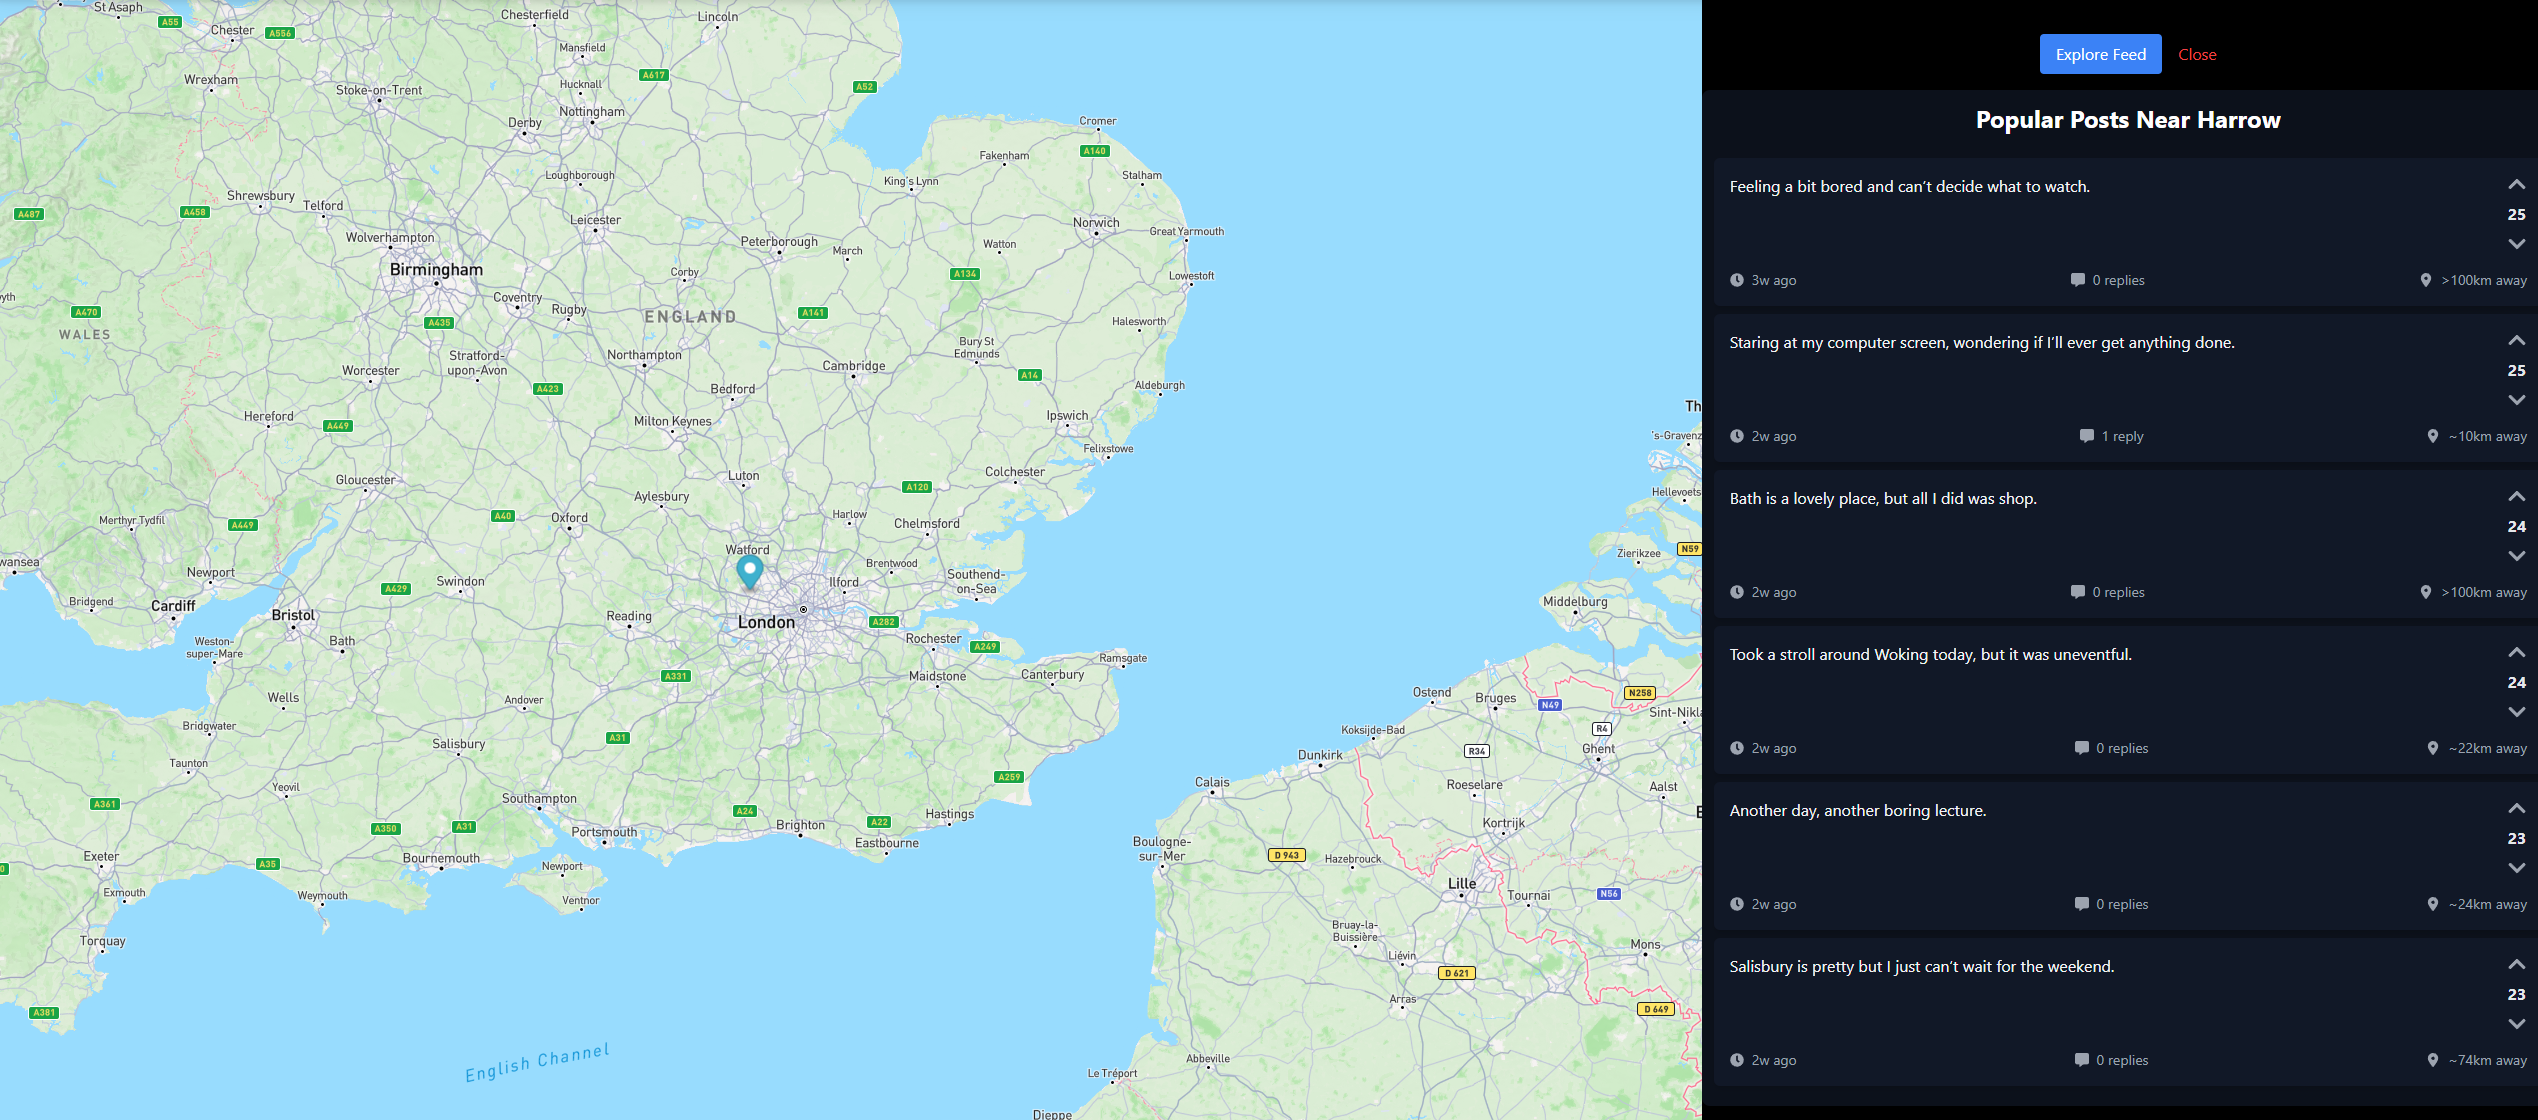 St Asaph
A55
Chester
A556
Chesterfield
Lincoln
Mansfield
A617
Wrexham
Stoke-on-Trent
Hucknall
Nottingham
A52
Derby
Cromer
A140
Fakenham
Loughborough
King's Lynn
Stalham
Shrewsbury
Telford
A487
A458
Leicester
Norwich
Great Yarmouth
Wolverhampton
Peterborough
March
Watton
Birmingham
Corby
A134
Lowestoft
Coventry
Rugby
A470
A435
ENGLAND
A141
Halesworth
WALES
Bury St
Edmunds
Stratford-
upon-Avon
Northampton
Cambridge
Worcester
A14
A423
Bedford
Aldeburgh
Hereford
A449
Milton Keynes
Ipswich
Felixstowe
Luton
Colchester
Gloucester
A120
Aylesbury
Merthyr Tydfil
A449
A40
Oxford
Harlow
Chelmsford
Watford
Brentwood
Newport
Swindon
A429
Ilford
Southend-
on-Sea
Bridgend
Cardiff
Bristol
Reading
London
A282
Rochester
A249
Weston-
super-Mare
Bath
Ramsgate
A331
Maidstone
Canterbury
Wells
Andover
Bridgwater
A31
Salisbury
Taunton
Yeovil
A259
A361
Southampton
A24
Hastings
A350
A31
Portsmouth
Brighton
A22
Eastbourne
Exeter
A35
Bournemouth
Newport
Exmouth
Weymouth
Ventnor
Torquay
A381
English Channel
Th
's-Gravenz
Hellevoets
Zierikzee
N59
Middelburg
Ostend
Bruges
N258
N49
Sint-Nikla
Koksijde-Bad
R4
R34
Ghent
Dunkirk
Calais
Roeselare
Aalst
Kortrijk
Boulogne-
sur-Mer
D 943
Hazebrouck
Lille
Tournai
N56
Bruay-la-
Buissière
Liévin
Mons
D 621
Arras
D 649
Abbeville
Le Tréport
Dieppe
Explore Feed
Close
Popular Posts Near Harrow
Feeling a bit bored and can’t decide what to watch.
25
3w ago
0 replies
>100km away
Staring at my computer screen, wondering if I’ll ever get anything done.
25
2w ago
1 reply
~10km away
Bath is a lovely place, but all I did was shop.
24
2w ago
0 replies
>100km away
Took a stroll around Woking today, but it was uneventful.
24
2w ago
0 replies
~22km away
Another day, another boring lecture.
23
2w ago
0 replies
~24km away
Salisbury is pretty but I just can’t wait for the weekend.
23
2w ago
0 replies
~74km away